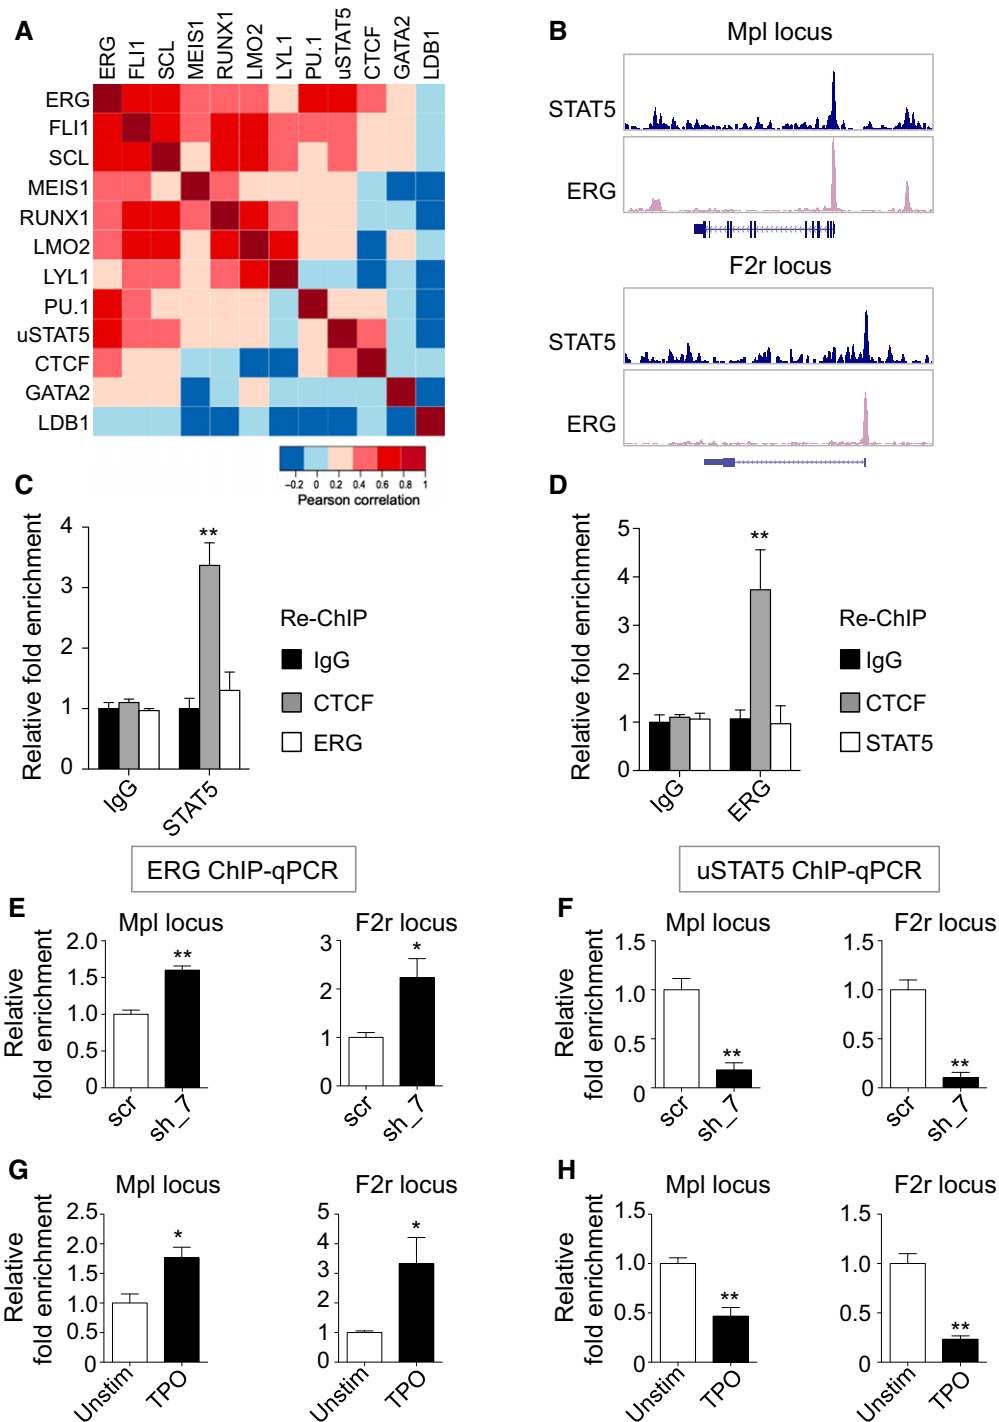 A
ERG FLI1 SCL MEIS1 RUNX1 LMO2 LYL1 PU.1 uSTAT5 CTCF GATA2 LDB1
ERG
FLI1
SCL
MEIS1
RUNX1
LMO2
LYL1
PU.1
uSTAT5
CTCF
GATA2
LDB1
−0.2 0 0.2 0.4 0.6 0.8 1
Pearson correlation
B
Mpl locus
STAT5
ERG
F2r locus
STAT5
ERG
C
Relative fold enrichment
4
3
2
1
0
**
IgG STAT5
Re-ChIP
IgG
CTCF
ERG
D
Relative fold enrichment
5
4
3
2
1
0
**
IgG ERG
Re-ChIP
IgG
CTCF
STAT5
ERG ChIP-qPCR
uSTAT5 ChIP-qPCR
E
Mpl locus
Relative
fold enrichment
2.0
1.5
1.0
0.5
0
**
scr sh_7
F2r locus
3
2
1
0
*
scr sh_7
F
Mpl locus
Relative
fold enrichment
1.5
1.0
0.5
0
**
scr sh_7
F2r locus
1.5
1.0
0.5
0
**
scr sh_7
G
Mpl locus
Relative
fold enrichment
2.5
2.0
1.5
1.0
0.5
0
*
Unstim TPO
F2r locus
5
4
3
2
1
0
*
Unstim TPO
H
Mpl locus
Relative
fold enrichment
1.5
1.0
0.5
0
**
Unstim TPO
F2r locus
1.5
1.0
0.5
0
**
Unstim TPO